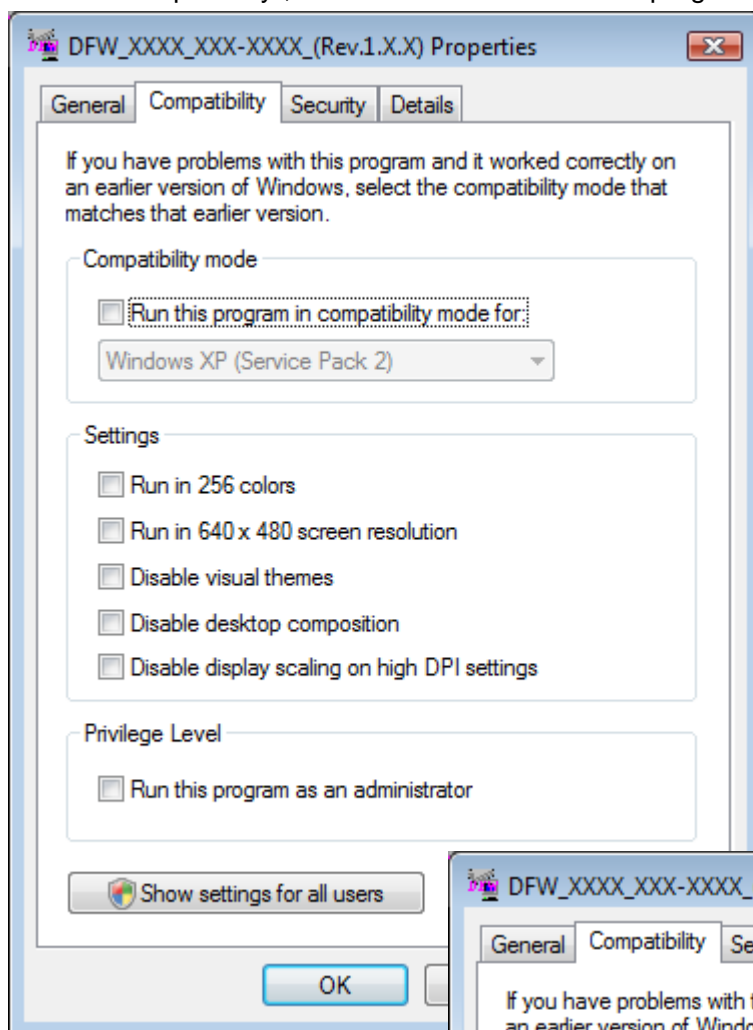 DFW_XXXX_XXX-XXXX_(Rev.1.X.X) Properties
General Compatibility Security Details
If you have problems with this program and it worked correctly on
an earlier version of Windows, select the compatibility mode that
matches that earlier version.
Compatibility mode
Run this program in compatibility mode for:
Windows XP (Service Pack 2)
Settings
Run in 256 colors
Run in 640 x 480 screen resolution
Disable visual themes
Disable desktop composition
Disable display scaling on high DPI settings
Privilege Level
Run this program as an administrator
Show settings for all users
OK
DFW_XXXX_XXX-XXXX_
General Compatibility Se
If you have problems with
an earlier version of